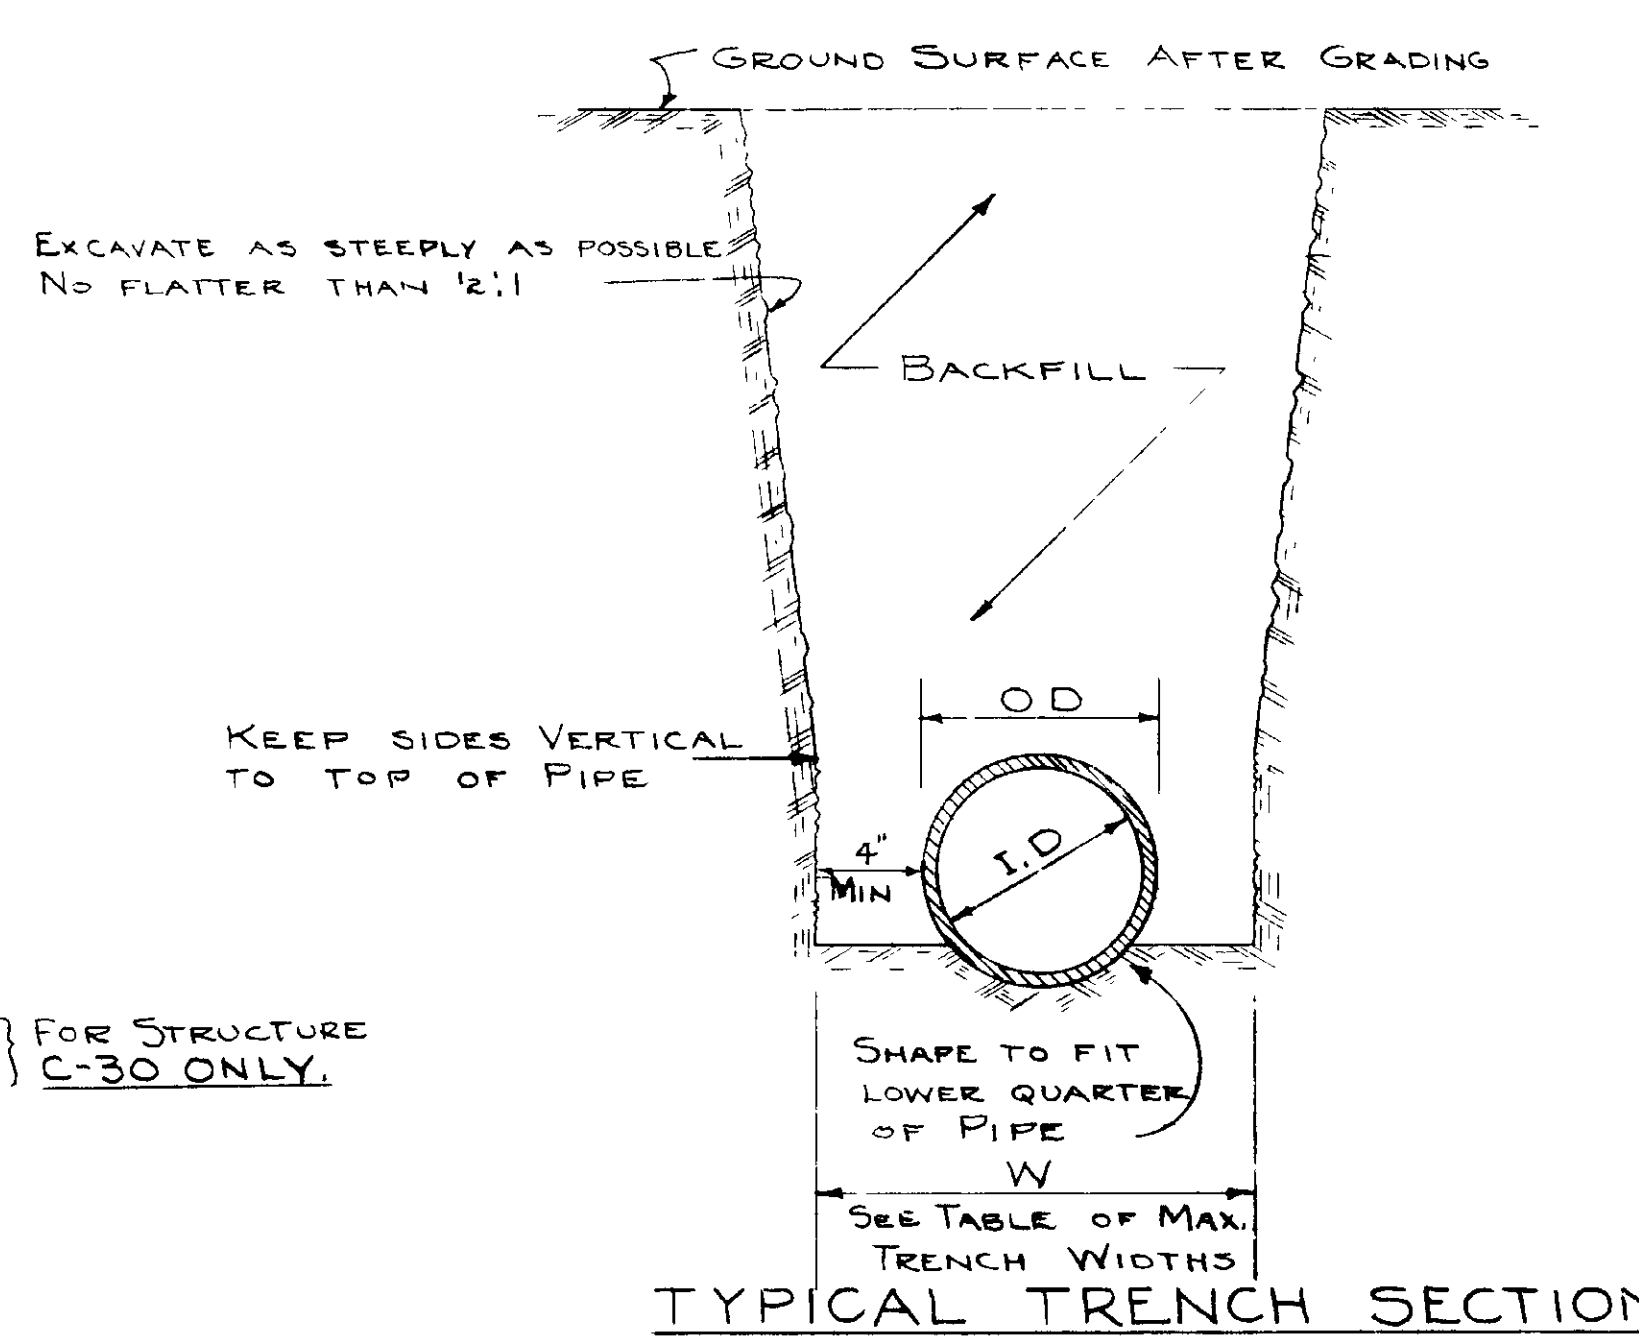 GROUND SURFACE AFTER GRADING
EXCAVATE AS STEEPLY AS POSSIBLE
NO FLATTER THAN ½:1
BACKFILL
OD
KEEP SIDES VERTICAL
TO TOP OF PIPE
I.D
4"
MIN
} FOR STRUCTURE
C-30 ONLY.
SHAPE TO FIT
LOWER QUARTER
OF PIPE
W
SEE TABLE OF MAX.
TRENCH WIDTHS
TYPICAL TRENCH SECTION